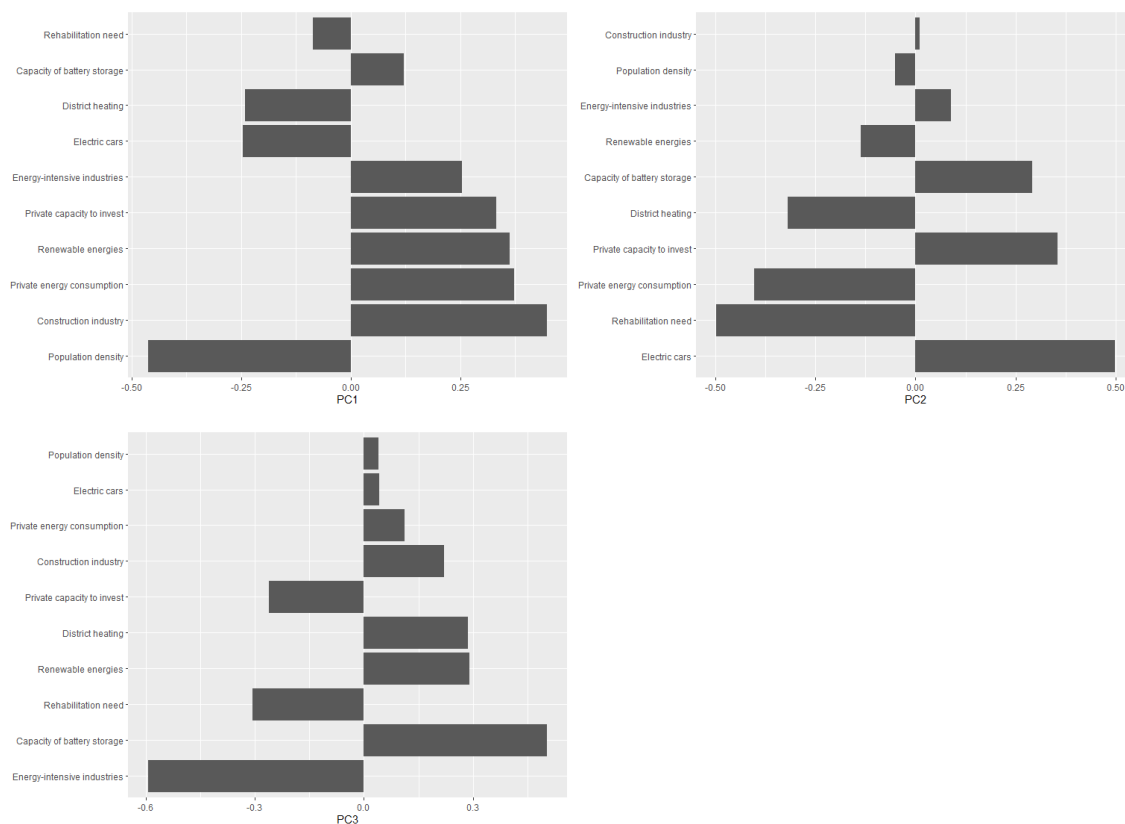 Rehabilitation need
Capacity of battery storage
District heating
Electric cars
Energy-intensive industries
Private capacity to invest
Renewable energies
Private energy consumption
Construction industry
Population density
-0.50 -0.25 0.00 0.25
PC1
Construction industry
Population density
Energy-intensive industries
Renewable energies
Capacity of battery storage
District heating
Private capacity to invest
Private energy consumption
Rehabilitation need
Electric cars
-0.50 -0.25 0.00 0.25 0.50
PC2
Population density
Electric cars
Private energy consumption
Construction industry
Private capacity to invest
District heating
Renewable energies
Rehabilitation need
Capacity of battery storage
Energy-intensive industries
-0.6 -0.3 0.0 0.3
PC3